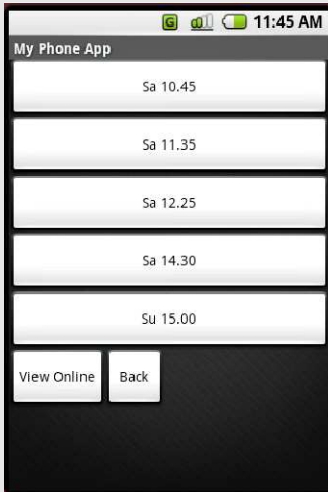 G 11:45 AM
My Phone App
Sa 10.45
Sa 11.35
Sa 12.25
Sa 14.30
Su 15.00
View Online Back